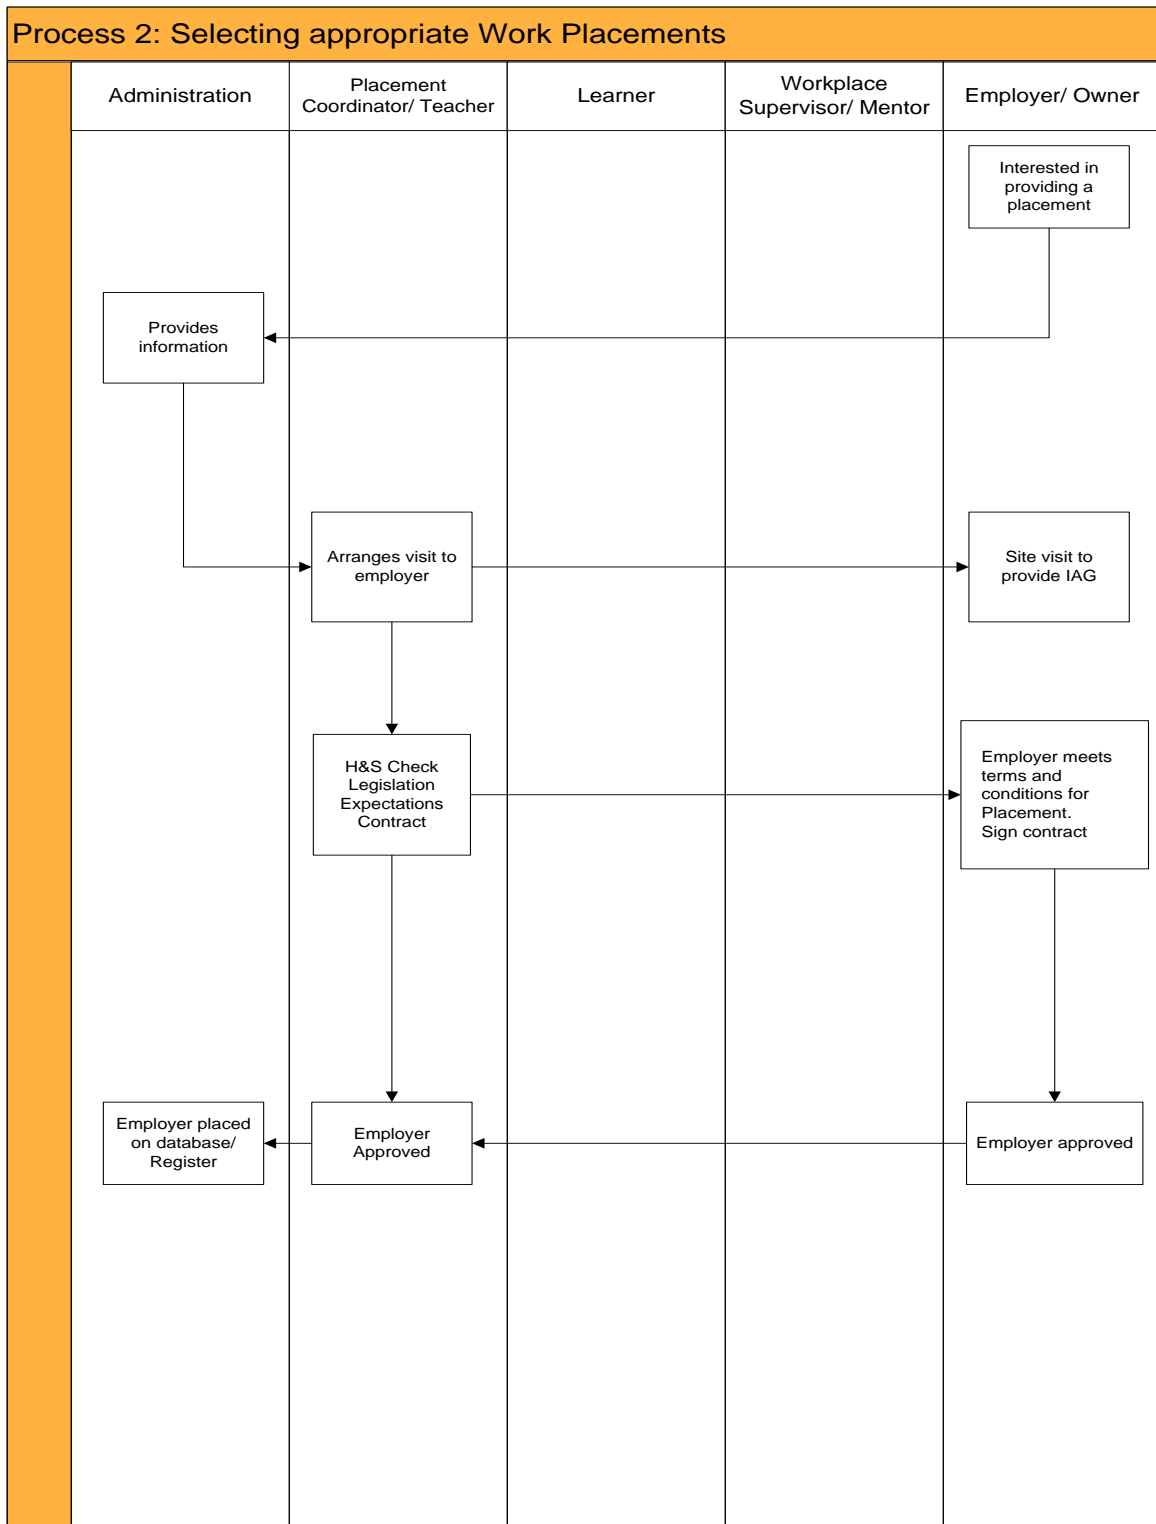 Process 2: Selecting appropriate Work Placements
Administration
Placement
Coordinator/ Teacher
Learner
Workplace
Supervisor/ Mentor
Employer/ Owner
Interested in
providing a
placement
Provides
information
Arranges visit to
employer
Site visit to
provide IAG
H&S Check
Legislation
Expectations
Contract
Employer meets
terms and
conditions for
Placement.
Sign contract
Employer placed
on database/
Register
Employer
Approved
Employer approved